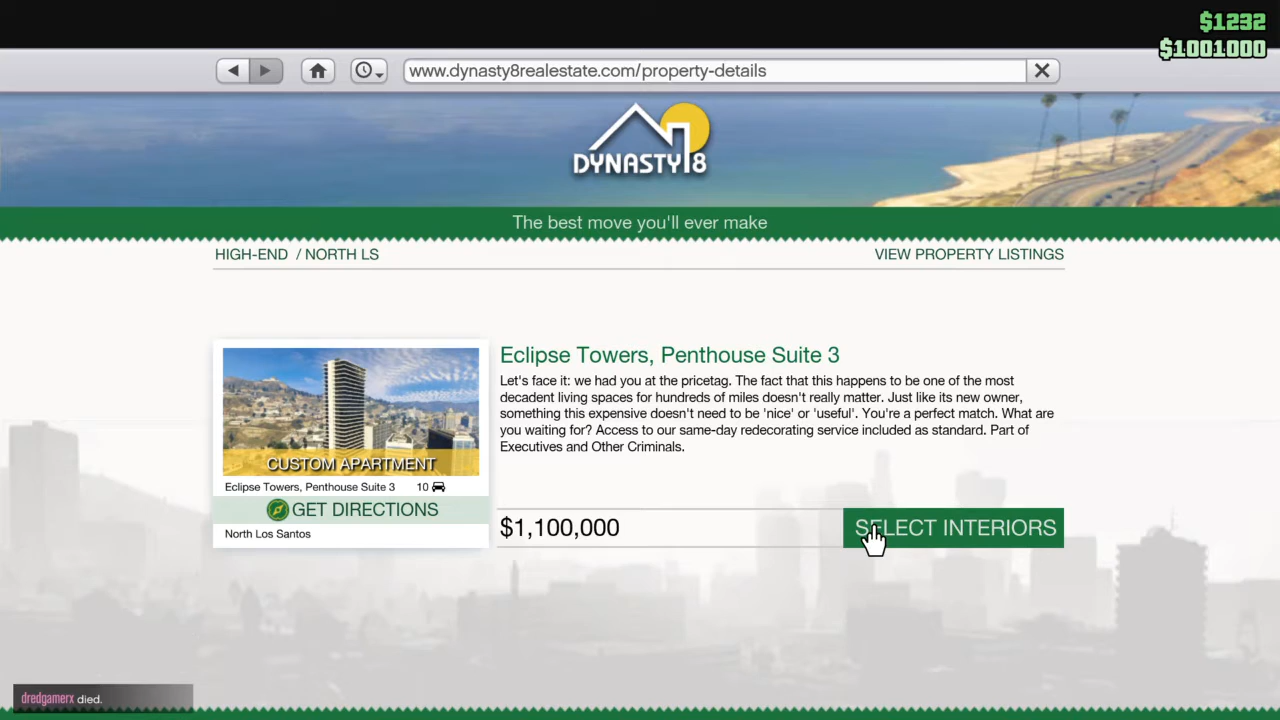 $1232
$1001000
www.dynasty8realestate.com/property-details
DYNASTY 8
The best move you'll ever make
HIGH-END / NORTH LS
VIEW PROPERTY LISTINGS
CUSTOM APARTMENT
Eclipse Towers, Penthouse Suite 3 10
GET DIRECTIONS
North Los Santos
Eclipse Towers, Penthouse Suite 3
Let's face it: we had you at the pricetag. The fact that this happens to be one of the most
decadent living spaces for hundreds of miles doesn't really matter. Just like its new owner,
something this expensive doesn't need to be 'nice' or 'useful'. You're a perfect match. What are
you waiting for? Access to our same-day redecorating service included as standard. Part of
Executives and Other Criminals.
$1,100,000
SELECT INTERIORS
dredgamerx died.